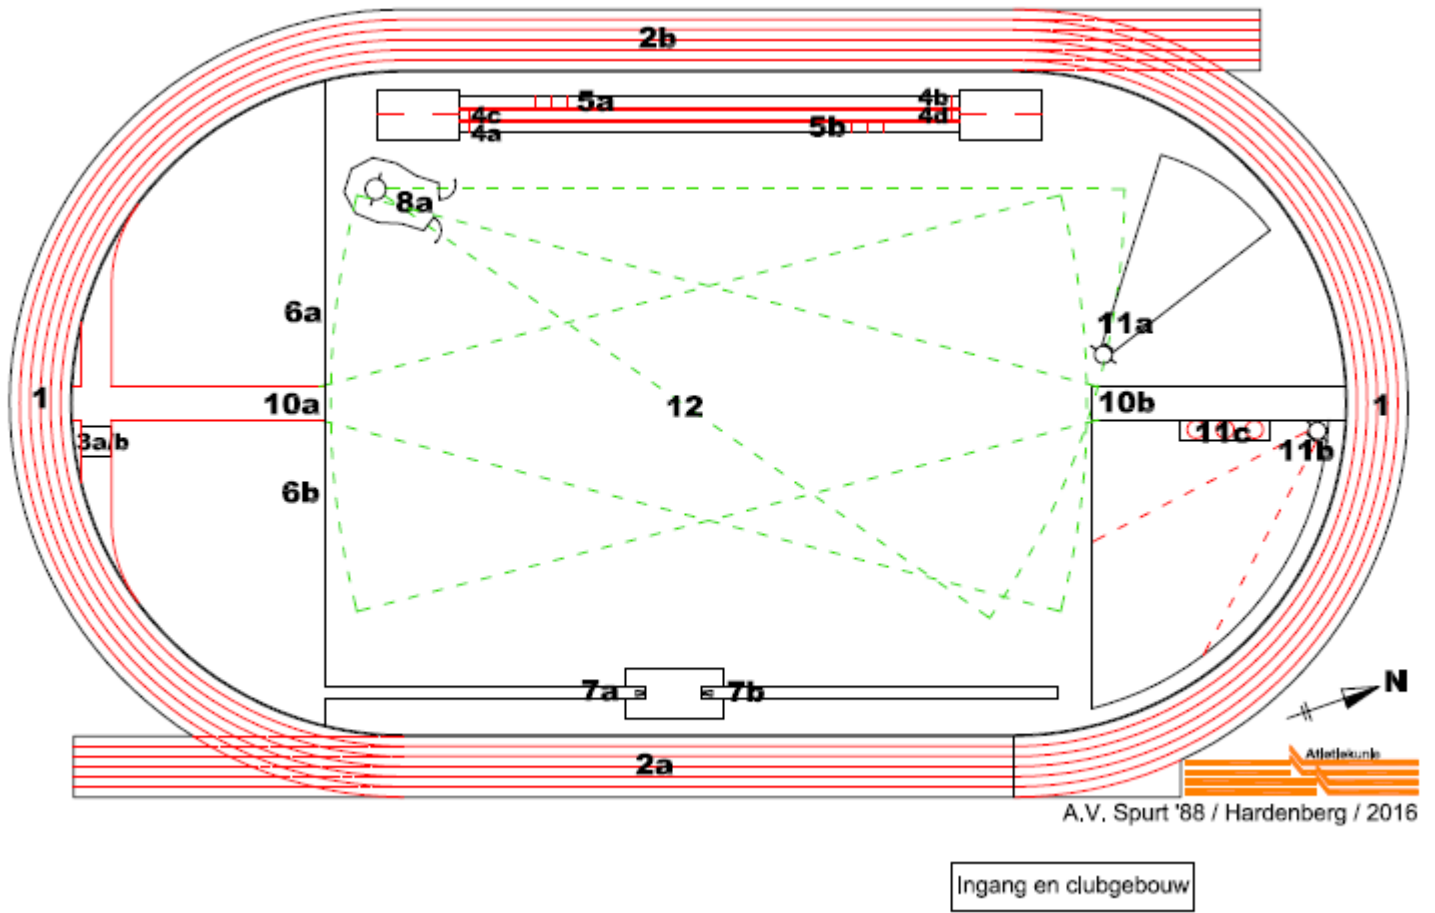 2b
5a
4b
4c
4d
4a
5b
8a
6a
11a
1
10a
12
10b
1
3a/b
11c
11b
6b
N
7a
7b
2a
Atletiekunie
A.V. Spurt '88 / Hardenberg / 2016
Ingang en clubgebouw